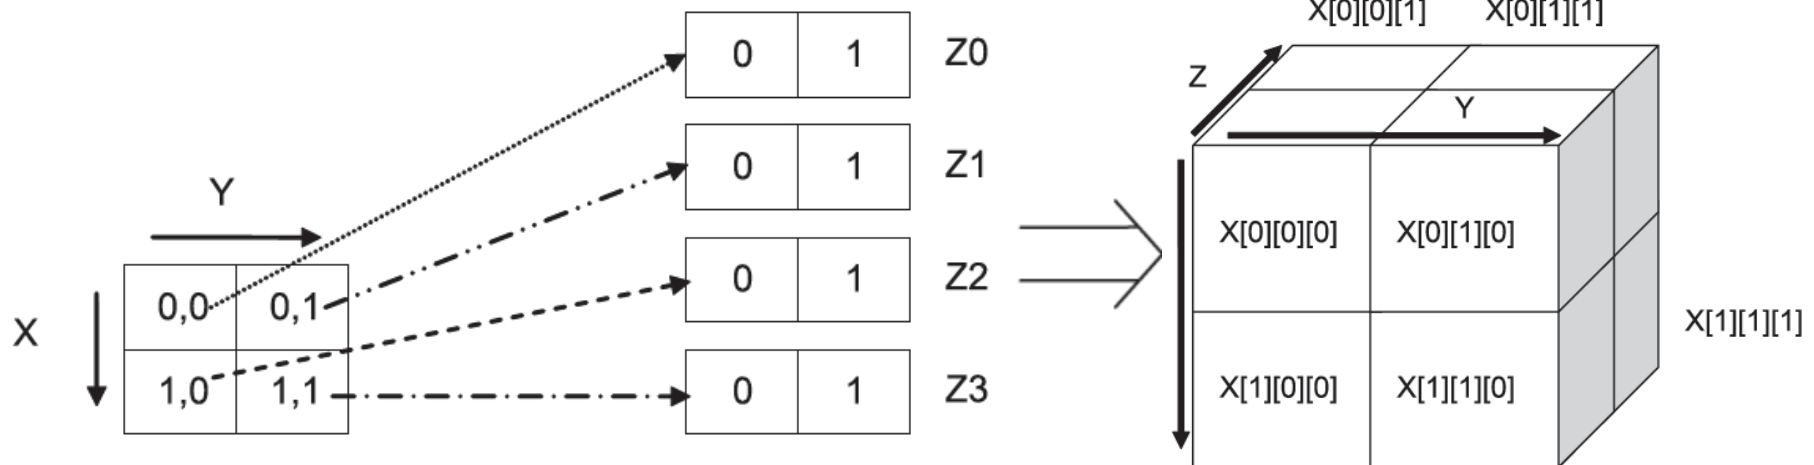 X[0][0][1] X[0][1][1]
0 1 Z0
Z
Y
0 1 Z1
Y
X[0][0][0] X[0][1][0]
0 1 Z2
0,0 0,1
X
X[1][1][1]
1,0 1,1
0 1 Z3
X[1][0][0] X[1][1][0]